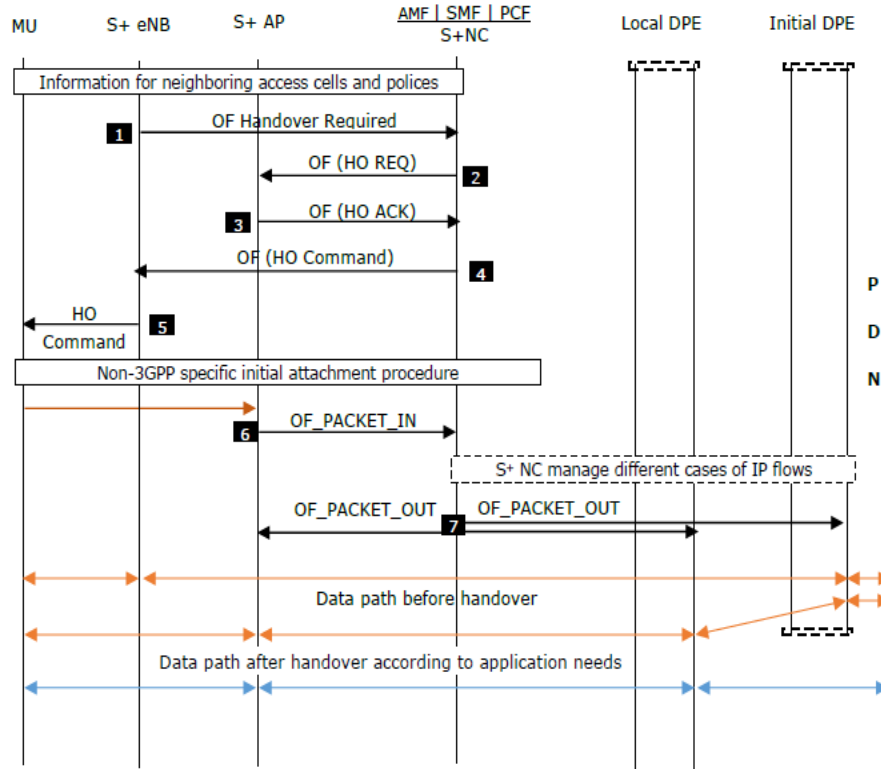 MU
S+ eNB
S+ AP
AMF | SMF | PCF
S+NC
Local DPE
Initial DPE
Information for neighboring access cells and polices
1
OF Handover Required
OF (HO REQ)
2
3
OF (HO ACK)
OF (HO Command)
4
P
HO
5
Command
D
Non-3GPP specific initial attachment procedure
N
6
OF_PACKET_IN
S+ NC manage different cases of IP flows
OF_PACKET_OUT
7
OF_PACKET_OUT
Data path before handover
Data path after handover according to application needs